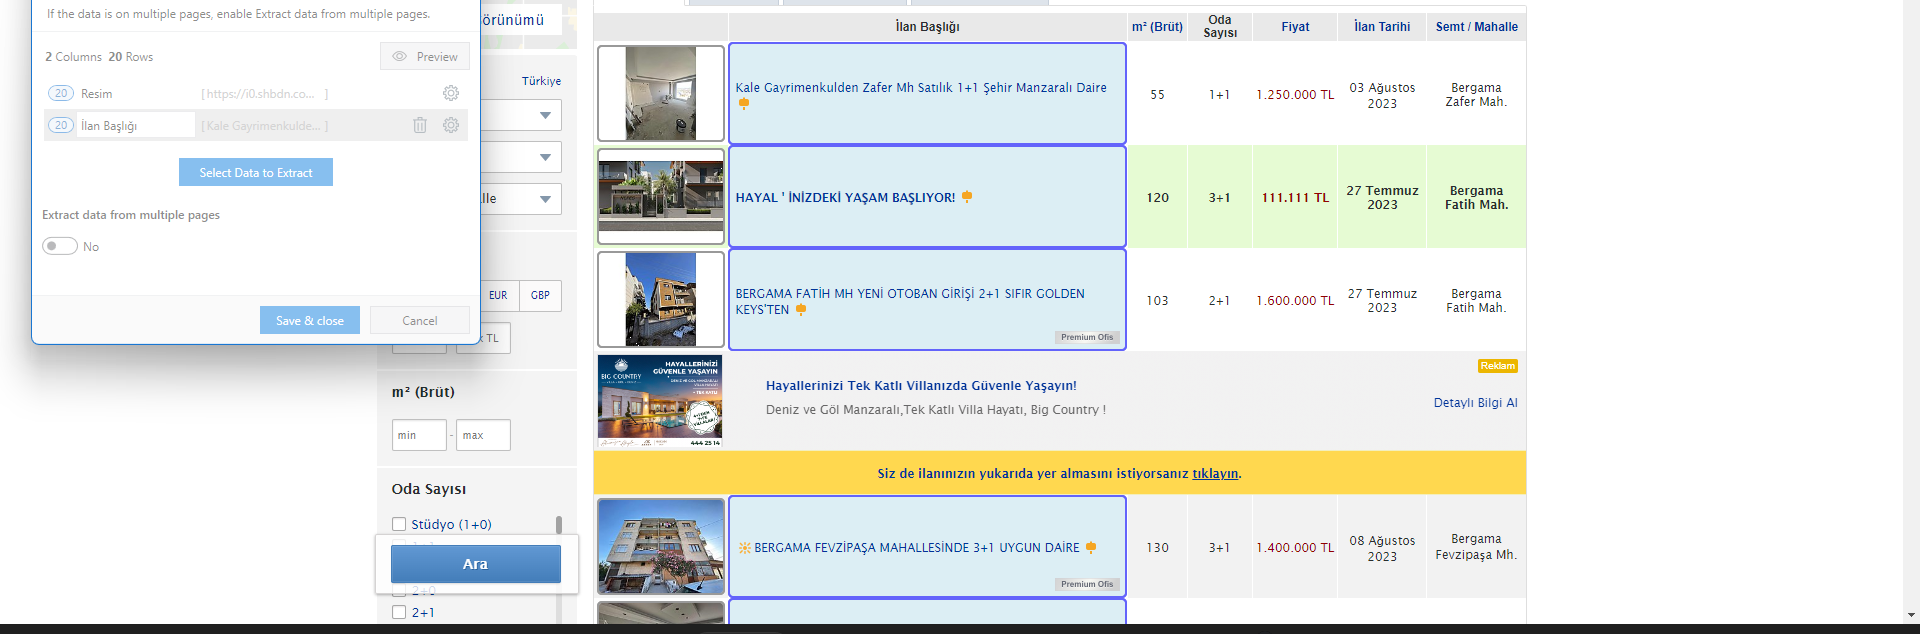 If the data is on multiple pages, enable Extract data from multiple pages.
2 Columns 20 Rows
Preview
20 Resim [https://i0.shbdn.co... ]
20 İlan Başlığı [Kale Gayrimenkulde... ]
Select Data to Extract
Extract data from multiple pages
No
Save & close
Cancel
örünümü
Türkiye
lle
EUR
GBP
TL
m² (Brüt)
min - max
Oda Sayısı
Stüdyo (1+0)
Ara
2+0
2+1
İlan Başlığı
m² (Brüt)
Oda
Sayısı
Fiyat
İlan Tarihi
Semt / Mahalle
Kale Gayrimenkulden Zafer Mh Satılık 1+1 Şehir Manzaralı Daire
55
1+1
1.250.000 TL
03 Ağustos
2023
Bergama
Zafer Mah.
HAYAL ' İNİZDEKİ YAŞAM BAŞLIYOR!
120
3+1
111.111 TL
27 Temmuz
2023
Bergama
Fatih Mah.
BERGAMA FATİH MH YENİ OTOBAN GİRİŞİ 2+1 SIFIR GOLDEN
KEYS'TEN
Premium Ofis
103
2+1
1.600.000 TL
27 Temmuz
2023
Bergama
Fatih Mah.
BIG COUNTRY
HAYALLERİNİZİ
GÜVENLE YAŞAYIN
444 25 14
Hayallerinizi Tek Katlı Villanızda Güvenle Yaşayın!
Deniz ve Göl Manzaralı,Tek Katlı Villa Hayatı, Big Country !
Reklam
Detaylı Bilgi Al
Siz de ilanınızın yukarıda yer almasını istiyorsanız tıklayın.
BERGAMA FEVZİPAŞA MAHALLESİNDE 3+1 UYGUN DAİRE
Premium Ofis
130
3+1
1.400.000 TL
08 Ağustos
2023
Bergama
Fevzipaşa Mh.